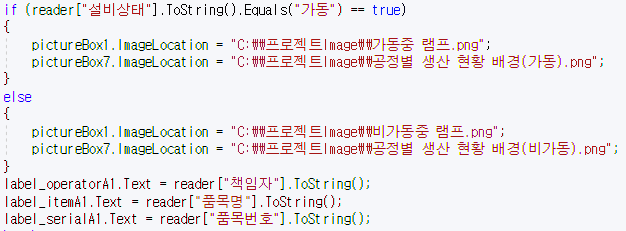 if (reader["설비상태"].ToString().Equals("가동") == true)
{
pictureBox1.ImageLocation = "C:₩₩프로젝트Image₩₩가동중 램프.png";
pictureBox7.ImageLocation = "C:₩₩프로젝트Image₩₩공정별 생산 현황 배경(가동).png";
}
else
{
pictureBox1.ImageLocation = "C:₩₩프로젝트Image₩₩비가동중 램프.png";
pictureBox7.ImageLocation = "C:₩₩프로젝트Image₩₩공정별 생산 현황 배경(비가동).png";
}
label_operatorA1.Text = reader["책임자"].ToString();
label_itemA1.Text = reader["품목명"].ToString();
label_serialA1.Text = reader["품목번호"].ToString();